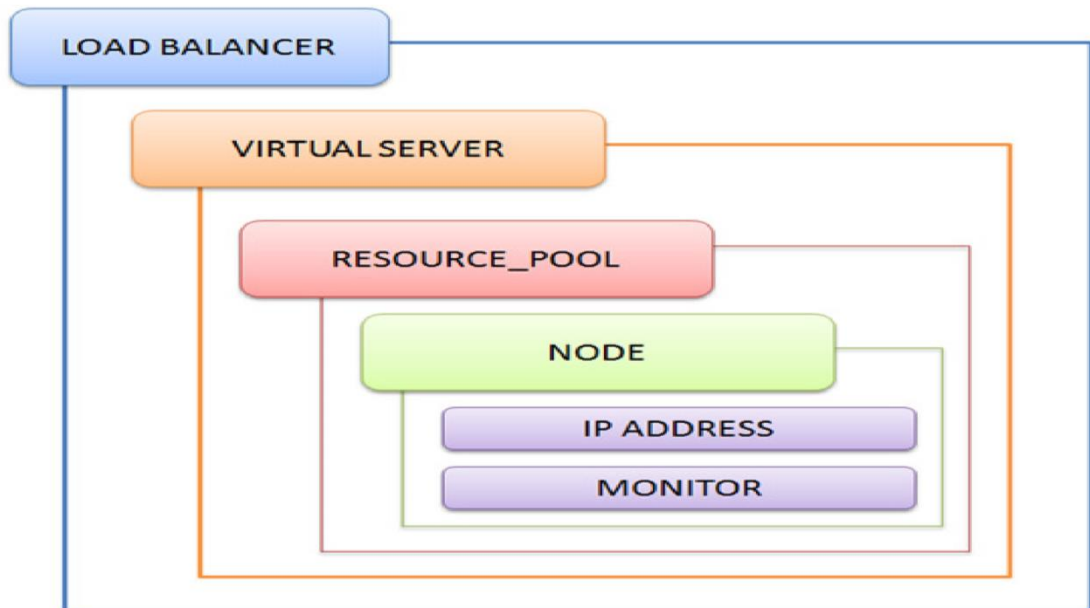 LOAD BALANCER
VIRTUAL SERVER
RESOURCE_POOL
NODE
IP ADDRESS
MONITOR